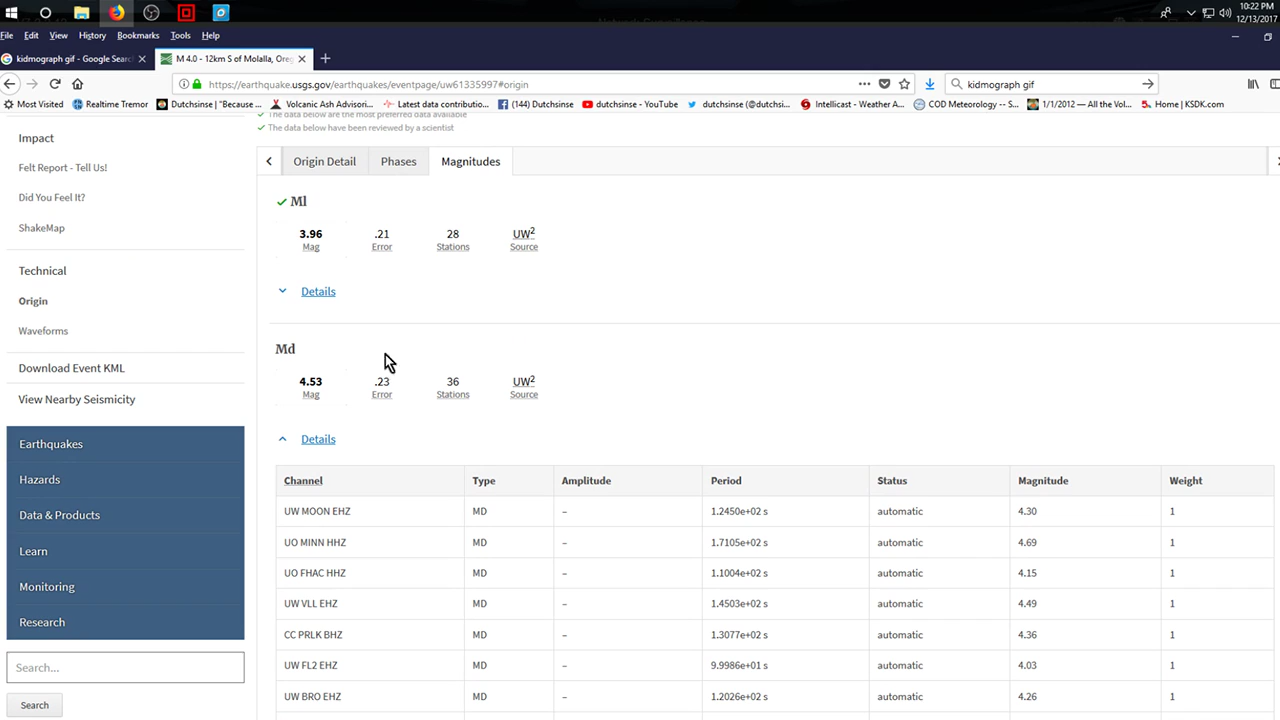 10:22 PM
12/13/2017
File Edit View History Bookmarks Tools Help
kidmograph gif - Google Searc × M 4.0 - 12km S of Molalla, Oreg × +
https://earthquake.usgs.gov/earthquakes/eventpage/uw61335997#origin kidmograph gif
Most Visited Realtime Tremor Dutchsinse | "Because ... Volcanic Ash Advisori... Latest data contributio... (144) Dutchsinse dutchsinse - YouTube dutchsinse (@dutchsi... Intellicast - Weather A... COD Meteorology -- S... 1/1/2012 — All the Vol... Home | KSDK.com
The data below are the most preferred data available
The data below have been reviewed by a scientist
Impact
Felt Report - Tell Us!
Did You Feel It?
ShakeMap
Technical
Origin
Waveforms
Download Event KML
View Nearby Seismicity
Earthquakes
Hazards
Data & Products
Learn
Monitoring
Research
Search...
Search
Origin Detail Phases Magnitudes
Ml
3.96 .21 28 UW2
Mag Error Stations Source
Details
Md
4.53 .23 36 UW2
Mag Error Stations Source
Details
Channel Type Amplitude Period Status Magnitude Weight
UW MOON EHZ MD – 1.2450e+02 s automatic 4.30 1
UO MINN HHZ MD – 1.7105e+02 s automatic 4.69 1
UO FHAC HHZ MD – 1.1004e+02 s automatic 4.15 1
UW VLL EHZ MD – 1.4503e+02 s automatic 4.49 1
CC PRLK BHZ MD – 1.3077e+02 s automatic 4.36 1
UW FL2 EHZ MD – 9.9986e+01 s automatic 4.03 1
UW BRO EHZ MD – 1.2026e+02 s automatic 4.26 1